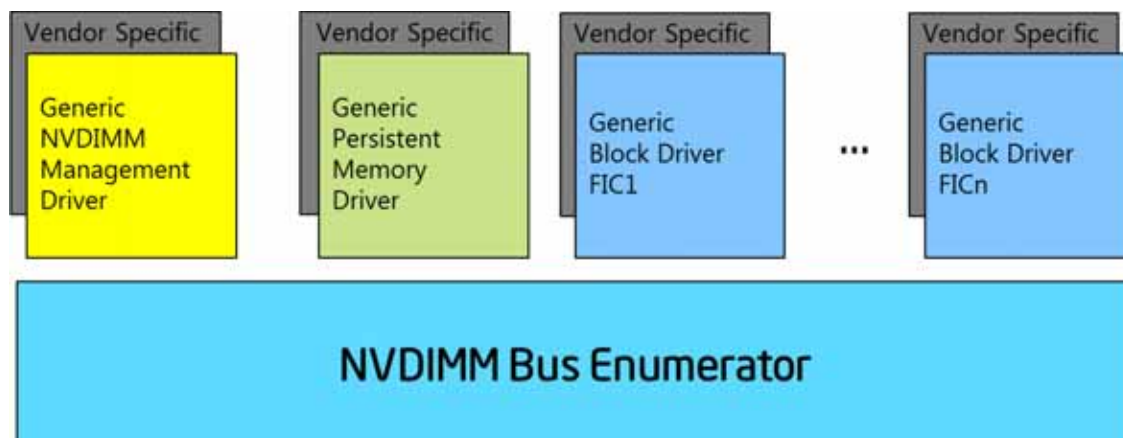 Vendor Specific
Generic
NVDIMM
Management
Driver
Vendor Specific
Generic
Persistent
Memory
Driver
Vendor Specific
Generic
Block Driver
FIC1
...
Vendor Specific
Generic
Block Driver
FICn
NVDIMM Bus Enumerator